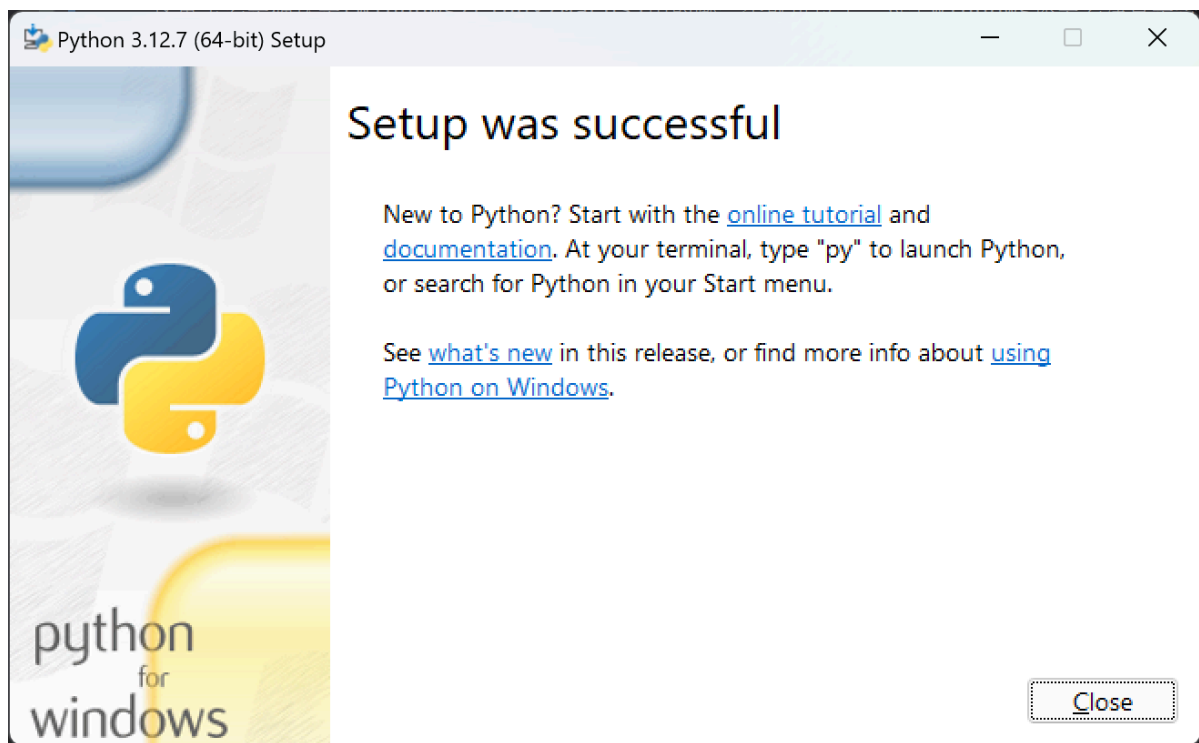 Python 3.12.7 (64-bit) Setup
Setup was successful
New to Python? Start with the online tutorial and
documentation. At your terminal, type "py" to launch Python,
or search for Python in your Start menu.
See what's new in this release, or find more info about using
Python on Windows.
python
for
windows
Close